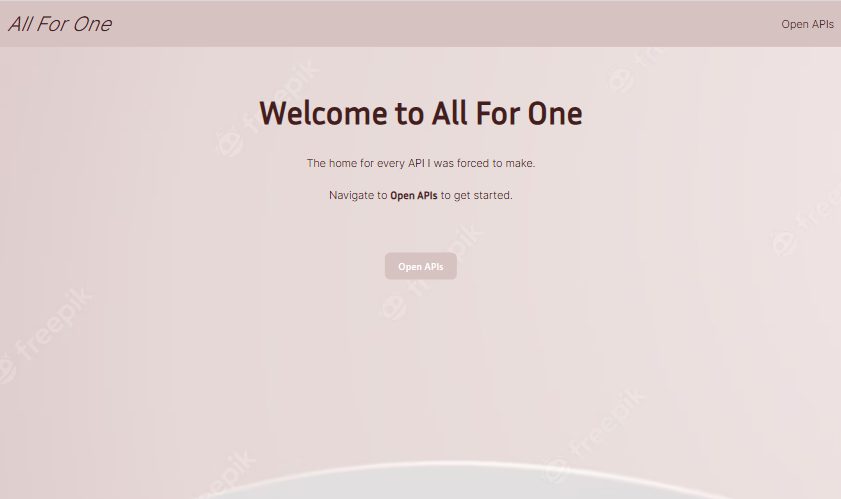 All For One
Open APIs
freepik
freepik
Welcome to All For One
The home for every API I was forced to make.
Navigate to Open APIs to get started.
freepik
freepik
Open APIs
freepik
freepik
freepik